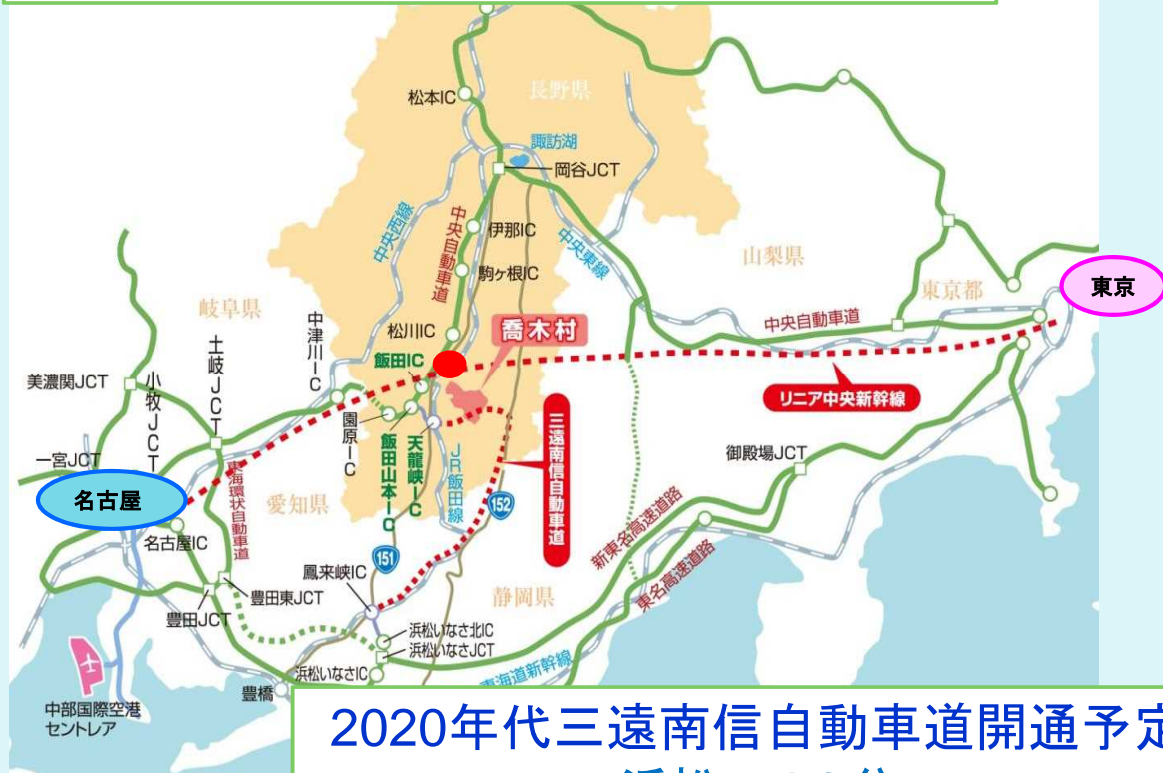 長野県
松本IC
諏訪湖
岡谷JCT
中央西線
中央自動車道
伊那IC
中央東線
山梨県
駒ヶ根IC
東京都
東京
岐阜県
中央自動車道
松川IC
喬木村
中津川IC
飯田IC
土岐JCT
美濃関JCT
小牧JCT
リニア中央新幹線
園原IC
飯田山本IC
天龍峡IC
JR飯田線
三遠南信自動車道
御殿場JCT
一宮JCT
名古屋
東海環状自動車道
愛知県
152
新東名高速道路
名古屋IC
151
東名高速道路
鳳来峡IC
静岡県
豊田東JCT
豊田JCT
浜松いなさ北IC
浜松いなさJCT
浜松いなさIC
東海道新幹線
豊橋
中部国際空港
セントレア
2020年代三遠南信自動車道開通予定